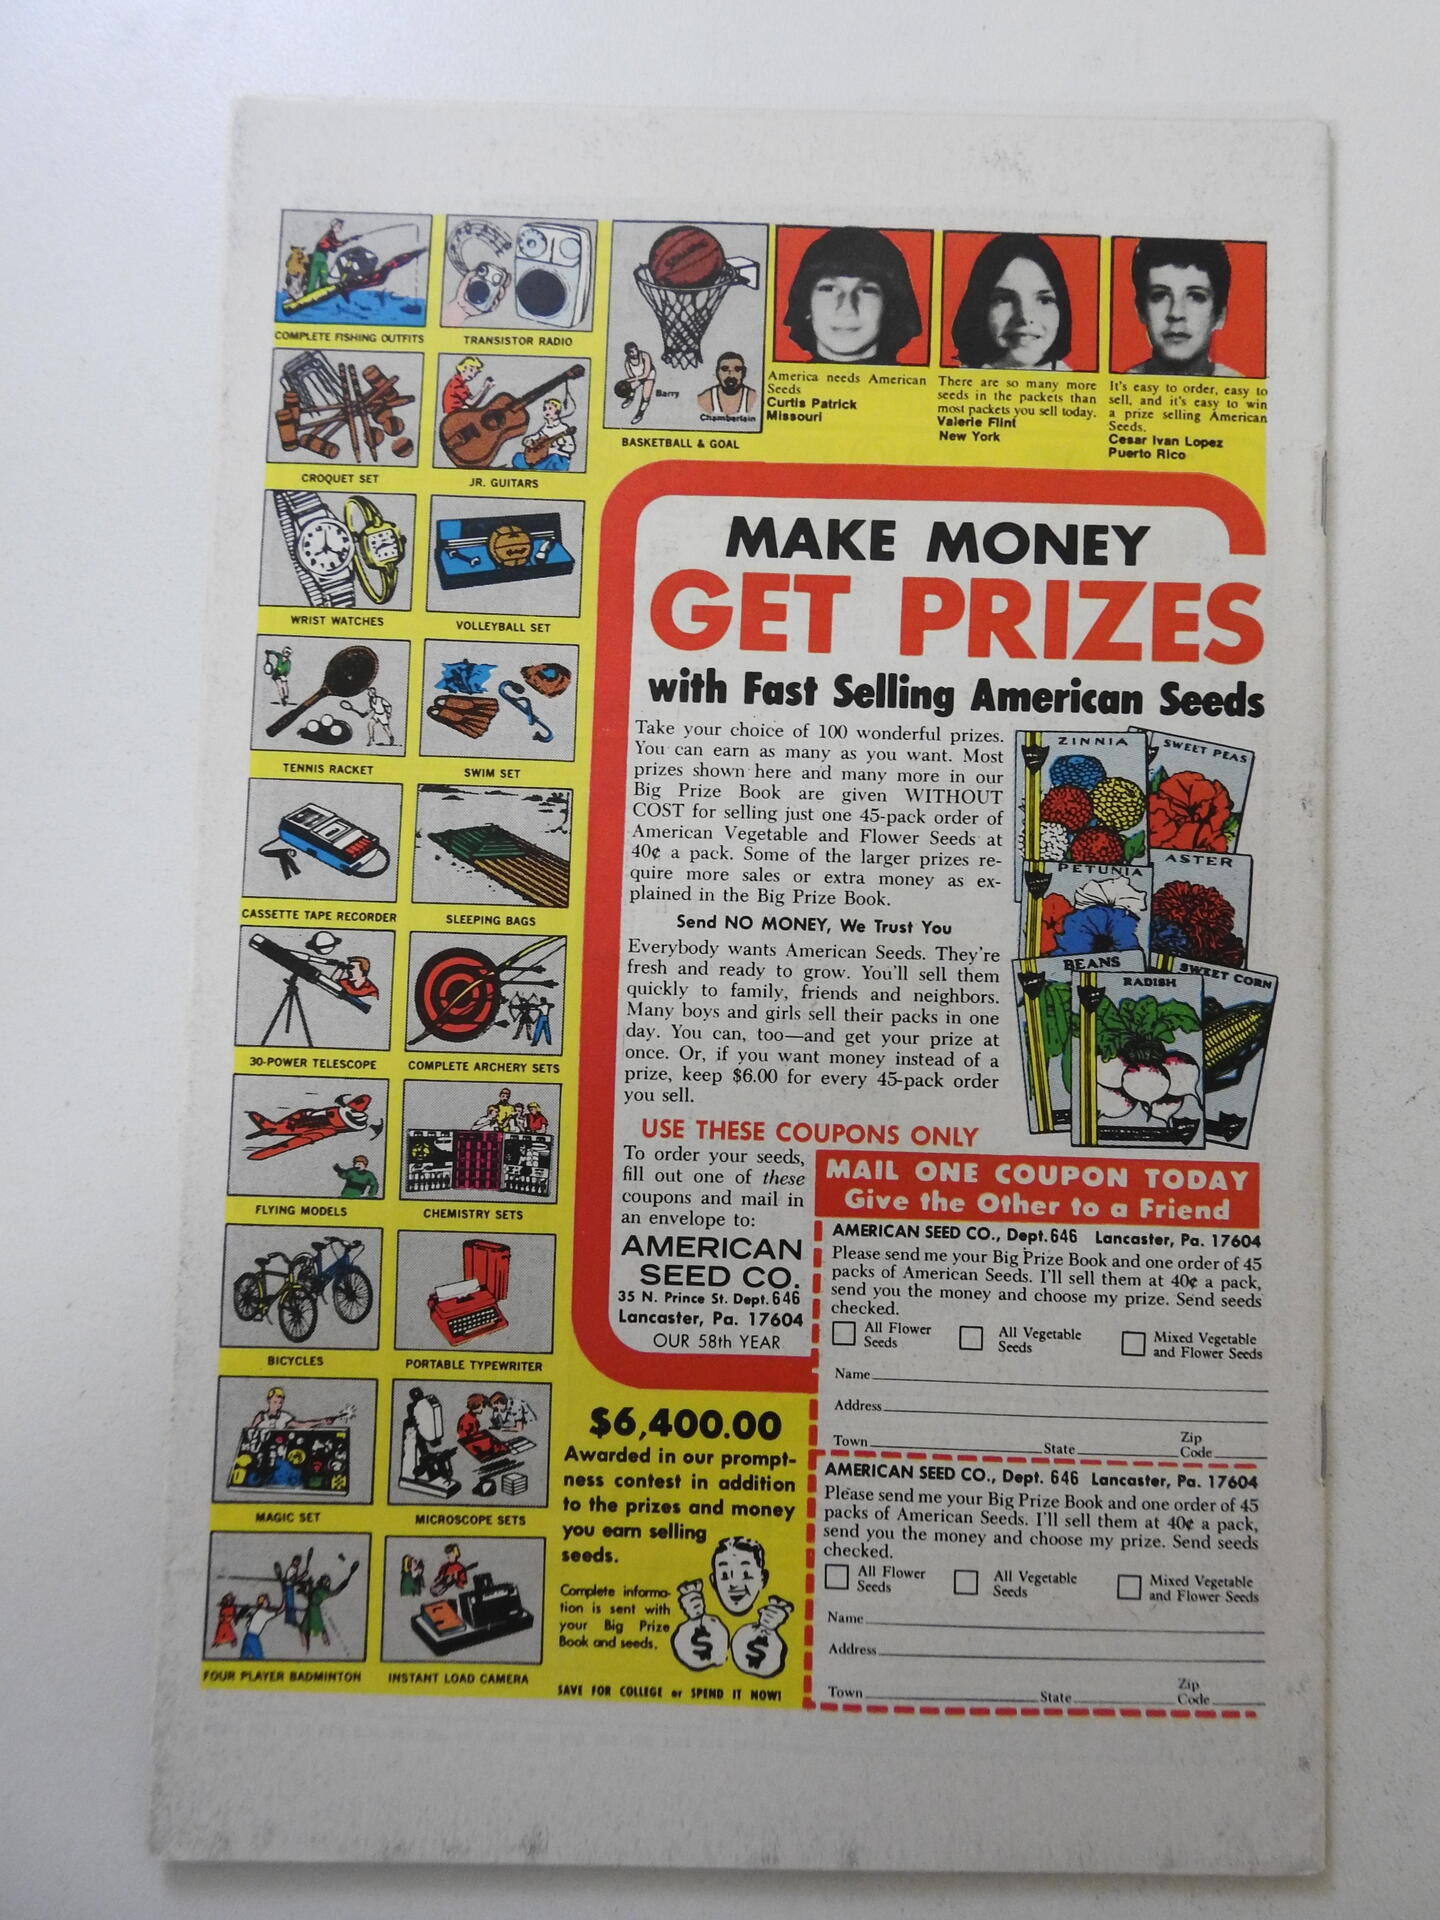 COMPLETE FISHING OUTFITS
TRANSISTOR RADIO
CROQUET SET
JR. GUITARS
WRIST WATCHES
VOLLEYBALL SET
TENNIS RACKET
SWIM SET
CASSETTE TAPE RECORDER
SLEEPING BAGS
30-POWER TELESCOPE
COMPLETE ARCHERY SETS
FLYING MODELS
CHEMISTRY SETS
BICYCLES
PORTABLE TYPEWRITER
MAGIC SET
MICROSCOPE SETS
FOUR PLAYER BADMINTON
INSTANT LOAD CAMERA
SPALDING
Barry
Chamberlain
BASKETBALL & GOAL
America needs American
Seeds
Curtis Patrick
Missouri
There are so many more
seeds in the packets than
most packets you sell today.
Valerie Flint
New York
It's easy to order, easy to
sell, and it's easy to win
a prize selling American
Seeds.
Cesar Ivan Lopez
Puerto Rico
MAKE MONEY
GET PRIZES
with Fast Selling American Seeds
Take your choice of 100 wonderful prizes.
You can earn as many as you want. Most
prizes shown here and many more in our
Big Prize Book are given WITHOUT
COST for selling just one 45-pack order of
American Vegetable and Flower Seeds at
40¢ a pack. Some of the larger prizes re-
quire more sales or extra money as ex-
plained in the Big Prize Book.
Send NO MONEY, We Trust You
Everybody wants American Seeds. They're
fresh and ready to grow. You'll sell them
quickly to family, friends and neighbors.
Many boys and girls sell their packs in one
day. You can, too—and get your prize at
once. Or, if you want money instead of a
prize, keep $6.00 for every 45-pack order
you sell.
ZINNIA
SWEET PEAS
PETUNIA
ASTER
BEANS
RADISH
SWEET CORN
USE THESE COUPONS ONLY
To order your seeds,
fill out one of these
coupons and mail in
an envelope to:
AMERICAN
SEED CO.
35 N. Prince St. Dept. 646
Lancaster, Pa. 17604
OUR 58th YEAR
MAIL ONE COUPON TODAY
Give the Other to a Friend
AMERICAN SEED CO., Dept. 646 Lancaster, Pa. 17604
Please send me your Big Prize Book and one order of 45
packs of American Seeds. I'll sell them at 40¢ a pack,
send you the money and choose my prize. Send seeds
checked.
All Flower
Seeds
All Vegetable
Seeds
Mixed Vegetable
and Flower Seeds
Name
Address
Town State Zip
Code
AMERICAN SEED CO., Dept. 646 Lancaster, Pa. 17604
Please send me your Big Prize Book and one order of 45
packs of American Seeds. I'll sell them at 40¢ a pack,
send you the money and choose my prize. Send seeds
checked.
All Flower
Seeds
All Vegetable
Seeds
Mixed Vegetable
and Flower Seeds
Name
Address
Town State Zip
Code
$6,400.00
Awarded in our prompt-
ness contest in addition
to the prizes and money
you earn selling
seeds.
Complete informa-
tion is sent with
your Big Prize
Book and seeds.
$ $
SAVE FOR COLLEGE or SPEND IT NOW!